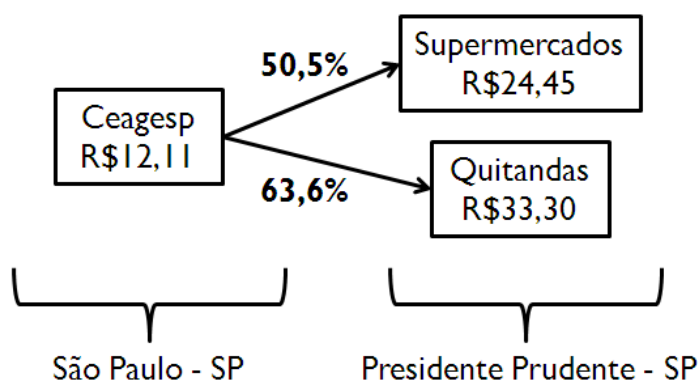 Ceagesp
R$12,11
50,5%
63,6%
Supermercados
R$24,45
Quitandas
R$33,30
São Paulo - SP
Presidente Prudente - SP